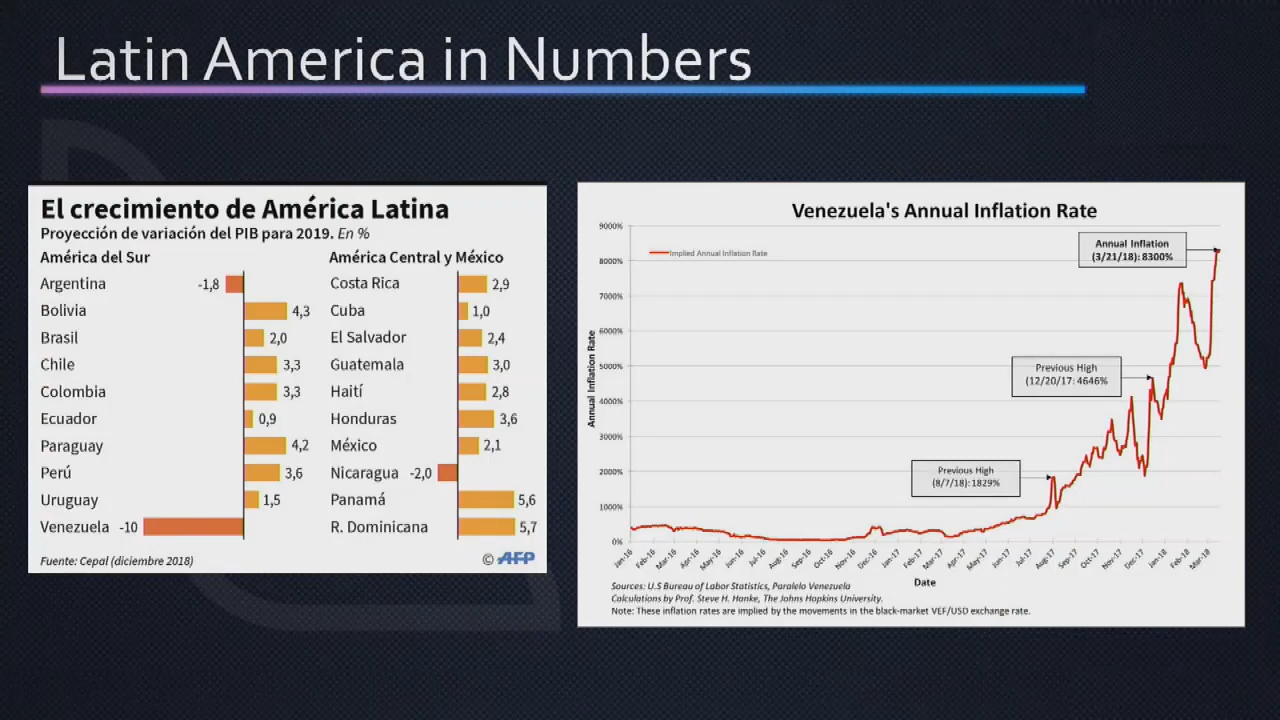 Latin America in Numbers
El crecimiento de América Latina
Proyección de variación del PIB para 2019. En %
América del Sur
Argentina -1,8
Bolivia 4,3
Brasil 2,0
Chile 3,3
Colombia 3,3
Ecuador 0,9
Paraguay 4,2
Perú 3,6
Uruguay 1,5
Venezuela -10
América Central y México
Costa Rica 2,9
Cuba 1,0
El Salvador 2,4
Guatemala 3,0
Haití 2,8
Honduras 3,6
México 2,1
Nicaragua -2,0
Panamá 5,6
R. Dominicana 5,7
Fuente: Cepal (diciembre 2018)
© AFP
Venezuela's Annual Inflation Rate
Implied Annual Inflation Rate
Annual Inflation
(3/21/18): 8300%
Previous High
(12/20/17: 4646%
Previous High
(8/7/18): 1829%
Annual Inflation Rate
9000%
8000%
7000%
6000%
5000%
4000%
3000%
2000%
1000%
0%
Jan-16
Feb-16
Mar-16
Apr-16
May-16
Jun-16
Jul-16
Aug-16
Sep-16
Oct-16
Nov-16
Dec-16
Jan-17
Feb-17
Mar-17
Apr-17
May-17
Jun-17
Jul-17
Aug-17
Sep-17
Oct-17
Nov-17
Dec-17
Jan-18
Feb-18
Mar-18
Date
Sources: U.S Bureau of Labor Statistics, Paralelo Venezuela
Calculations by Prof. Steve H. Hanke, The Johns Hopkins University.
Note: These inflation rates are implied by the movements in the black-market VEF/USD exchange rate.